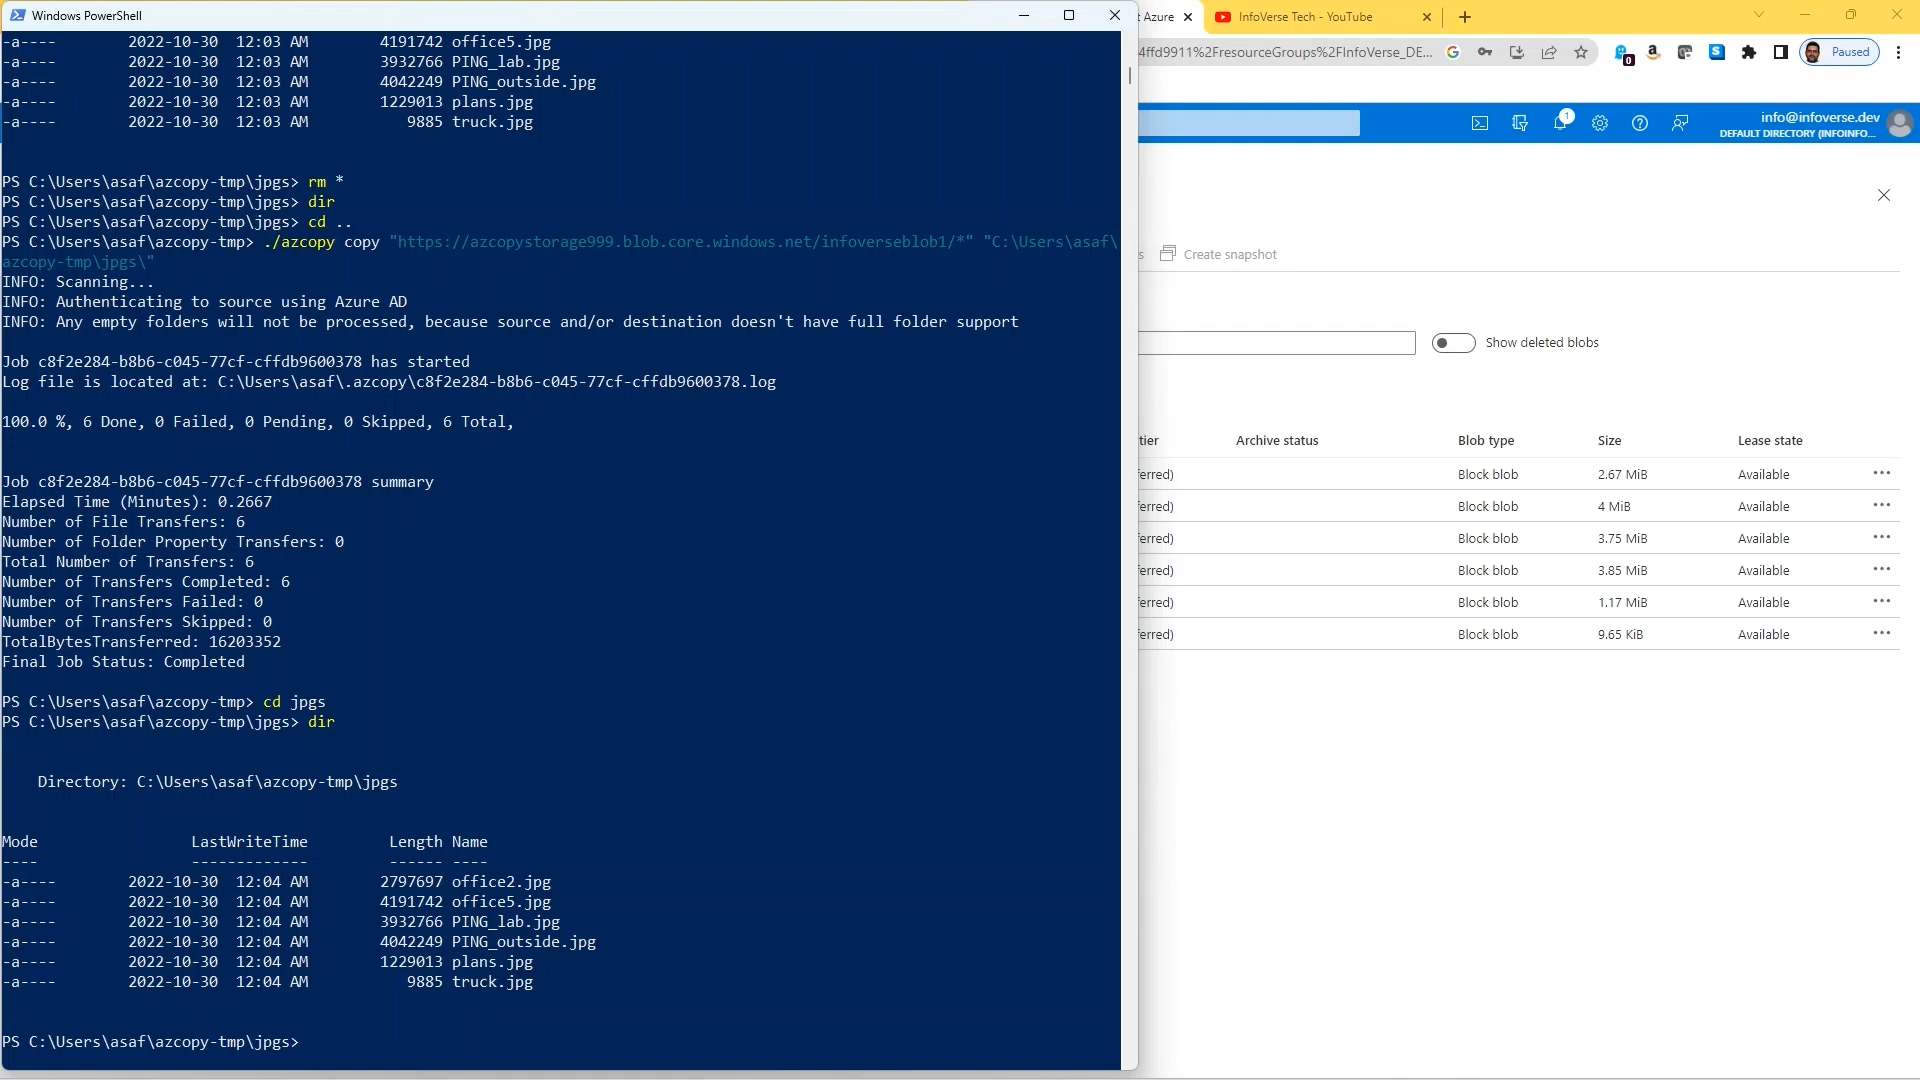 Windows PowerShell
-a---- 2022-10-30 12:03 AM 4191742 office5.jpg
-a---- 2022-10-30 12:03 AM 3932766 PING_lab.jpg
-a---- 2022-10-30 12:03 AM 4042249 PING_outside.jpg
-a---- 2022-10-30 12:03 AM 1229013 plans.jpg
-a---- 2022-10-30 12:03 AM 9885 truck.jpg
PS C:\Users\asaf\azcopy-tmp\jpgs> rm *
PS C:\Users\asaf\azcopy-tmp\jpgs> dir
PS C:\Users\asaf\azcopy-tmp\jpgs> cd ..
PS C:\Users\asaf\azcopy-tmp> ./azcopy copy "https://azcopystorage999.blob.core.windows.net/infoverseblob1/*" "C:\Users\asaf\
azcopy-tmp\jpgs\"
INFO: Scanning...
INFO: Authenticating to source using Azure AD
INFO: Any empty folders will not be processed, because source and/or destination doesn't have full folder support
Job c8f2e284-b8b6-c045-77cf-cffdb9600378 has started
Log file is located at: C:\Users\asaf\.azcopy\c8f2e284-b8b6-c045-77cf-cffdb9600378.log
100.0 %, 6 Done, 0 Failed, 0 Pending, 0 Skipped, 6 Total,
Job c8f2e284-b8b6-c045-77cf-cffdb9600378 summary
Elapsed Time (Minutes): 0.2667
Number of File Transfers: 6
Number of Folder Property Transfers: 0
Total Number of Transfers: 6
Number of Transfers Completed: 6
Number of Transfers Failed: 0
Number of Transfers Skipped: 0
TotalBytesTransferred: 16203352
Final Job Status: Completed
PS C:\Users\asaf\azcopy-tmp> cd jpgs
PS C:\Users\asaf\azcopy-tmp\jpgs> dir
Directory: C:\Users\asaf\azcopy-tmp\jpgs
Mode LastWriteTime Length Name
---- ------------- ------ ----
-a---- 2022-10-30 12:04 AM 2797697 office2.jpg
-a---- 2022-10-30 12:04 AM 4191742 office5.jpg
-a---- 2022-10-30 12:04 AM 3932766 PING_lab.jpg
-a---- 2022-10-30 12:04 AM 4042249 PING_outside.jpg
-a---- 2022-10-30 12:04 AM 1229013 plans.jpg
-a---- 2022-10-30 12:04 AM 9885 truck.jpg
PS C:\Users\asaf\azcopy-tmp\jpgs>
t Azure
InfoVerse Tech - YouTube
4ffd9911%2FresourceGroups%2FInfoVerse_DE...
0
Paused
1
info@infoverse.dev
DEFAULT DIRECTORY (INFOINFO...
s
Create snapshot
Show deleted blobs
tier Archive status Blob type Size Lease state
ferred) Block blob 2.67 MiB Available
ferred) Block blob 4 MiB Available
ferred) Block blob 3.75 MiB Available
ferred) Block blob 3.85 MiB Available
ferred) Block blob 1.17 MiB Available
ferred) Block blob 9.65 KiB Available